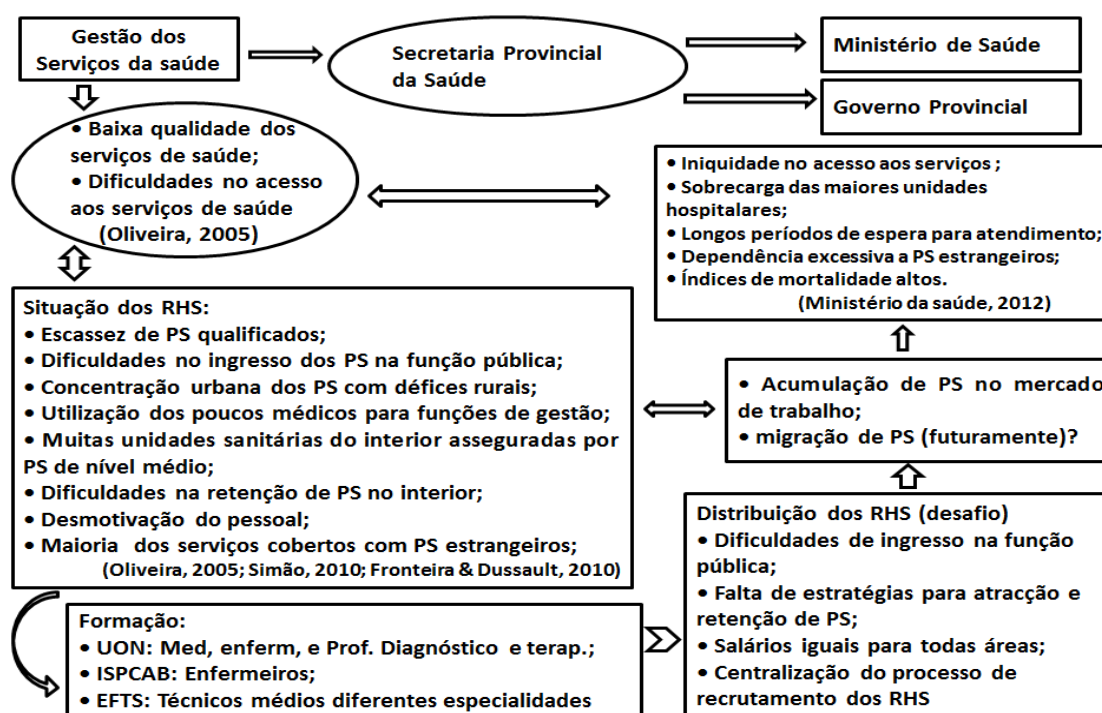 Gestão dos
Serviços da saúde
Secretaria Provincial
da Saúde
Ministério de Saúde
Governo Provincial
• Baixa qualidade dos
serviços de saúde;
• Dificuldades no acesso
aos serviços de saúde
(Oliveira, 2005)
• Iniquidade no acesso aos serviços ;
• Sobrecarga das maiores unidades
hospitalares;
• Longos períodos de espera para atendimento;
• Dependência excessiva a PS estrangeiros;
• Índices de mortalidade altos.
(Ministério da saúde, 2012)
Situação dos RHS:
• Escassez de PS qualificados;
• Dificuldades no ingresso dos PS na função pública;
• Concentração urbana dos PS com défices rurais;
• Utilização dos poucos médicos para funções de gestão;
• Muitas unidades sanitárias do interior asseguradas por
PS de nível médio;
• Dificuldades na retenção de PS no interior;
• Desmotivação do pessoal;
• Maioria dos serviços cobertos com PS estrangeiros;
(Oliveira, 2005; Simão, 2010; Fronteira & Dussault, 2010)
• Acumulação de PS no mercado
de trabalho;
• migração de PS (futuramente)?
Distribuição dos RHS (desafio)
• Dificuldades de ingresso na função
pública;
• Falta de estratégias para atracção e
retenção de PS;
• Salários iguais para todas áreas;
• Centralização do processo de
recrutamento dos RHS
Formação:
• UON: Med, enferm, e Prof. Diagnóstico e terap.;
• ISPCAB: Enfermeiros;
• EFTS: Técnicos médios diferentes especialidades